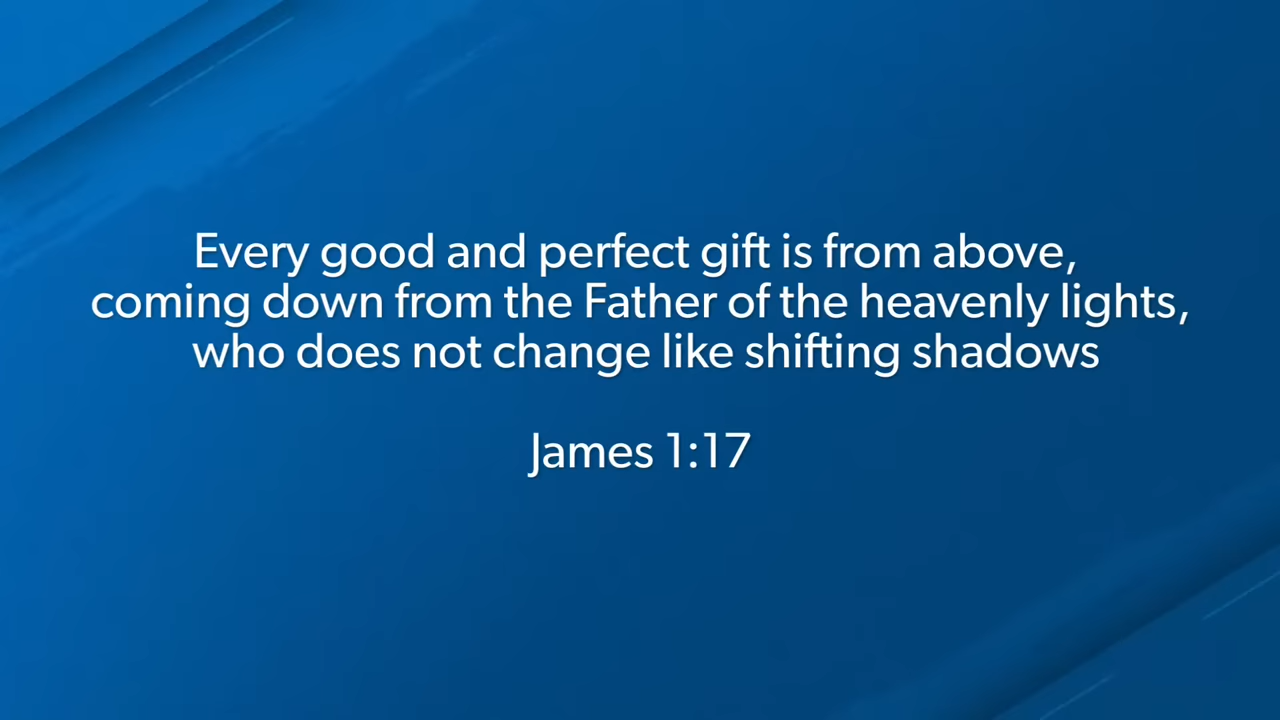 Every good and perfect gift is from above,
coming down from the Father of the heavenly lights,
who does not change like shifting shadows
James 1:17